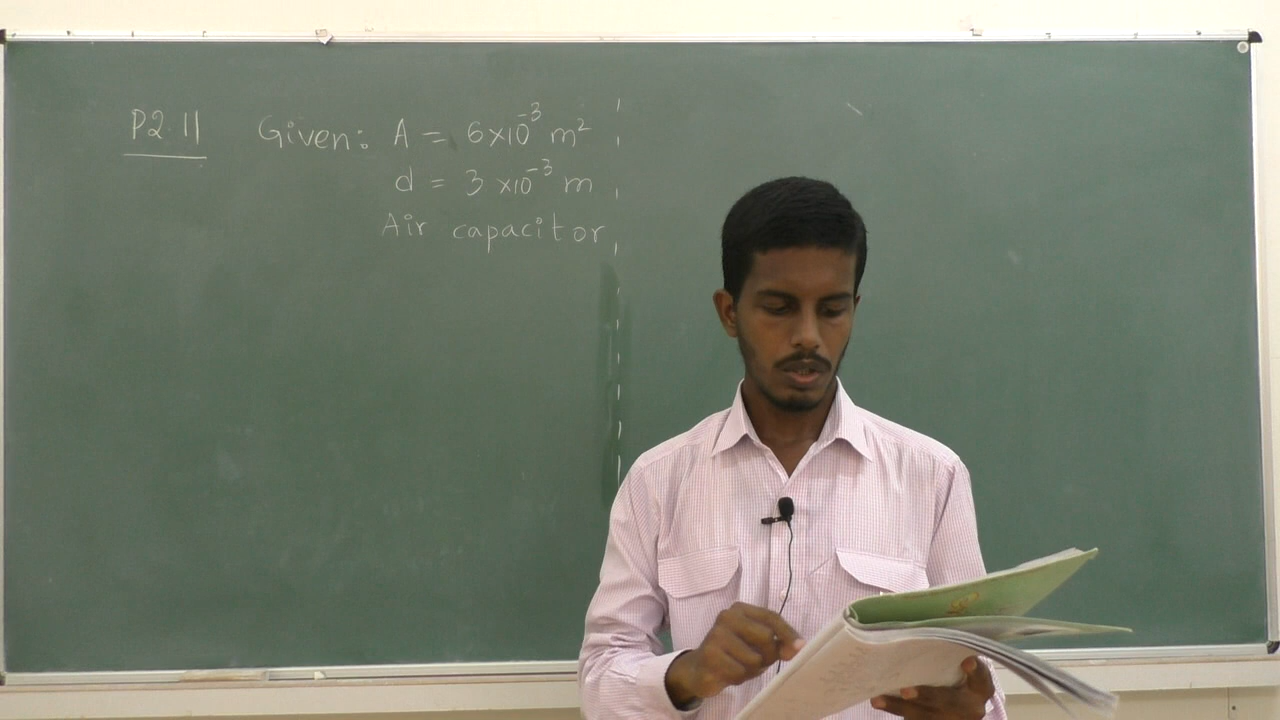 P2.11 Given: A = 6×10⁻³ m²
d = 3×10⁻³ m
Air capacitor